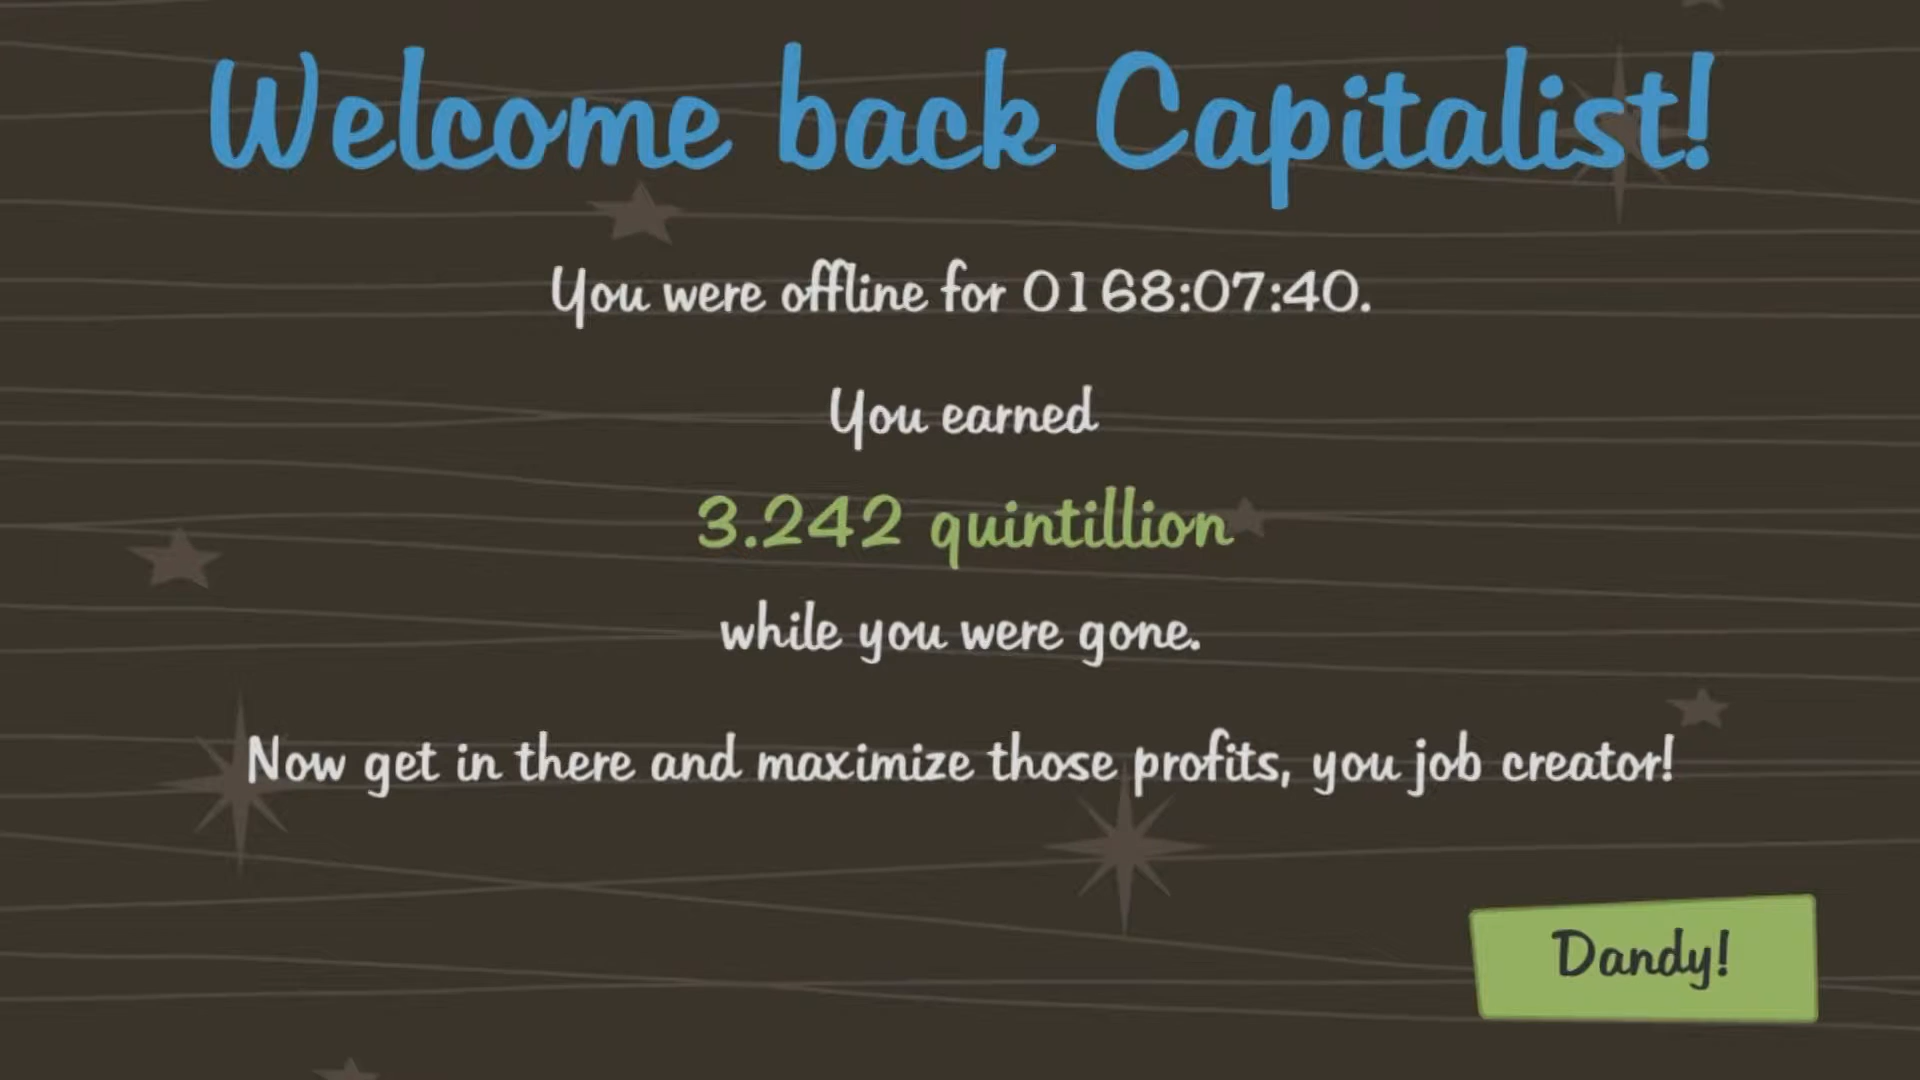 Welcome back Capitalist!
You were offline for 0168:07:40.
You earned
3.242 quintillion
while you were gone.
Now get in there and maximize those profits, you job creator!
Dandy!